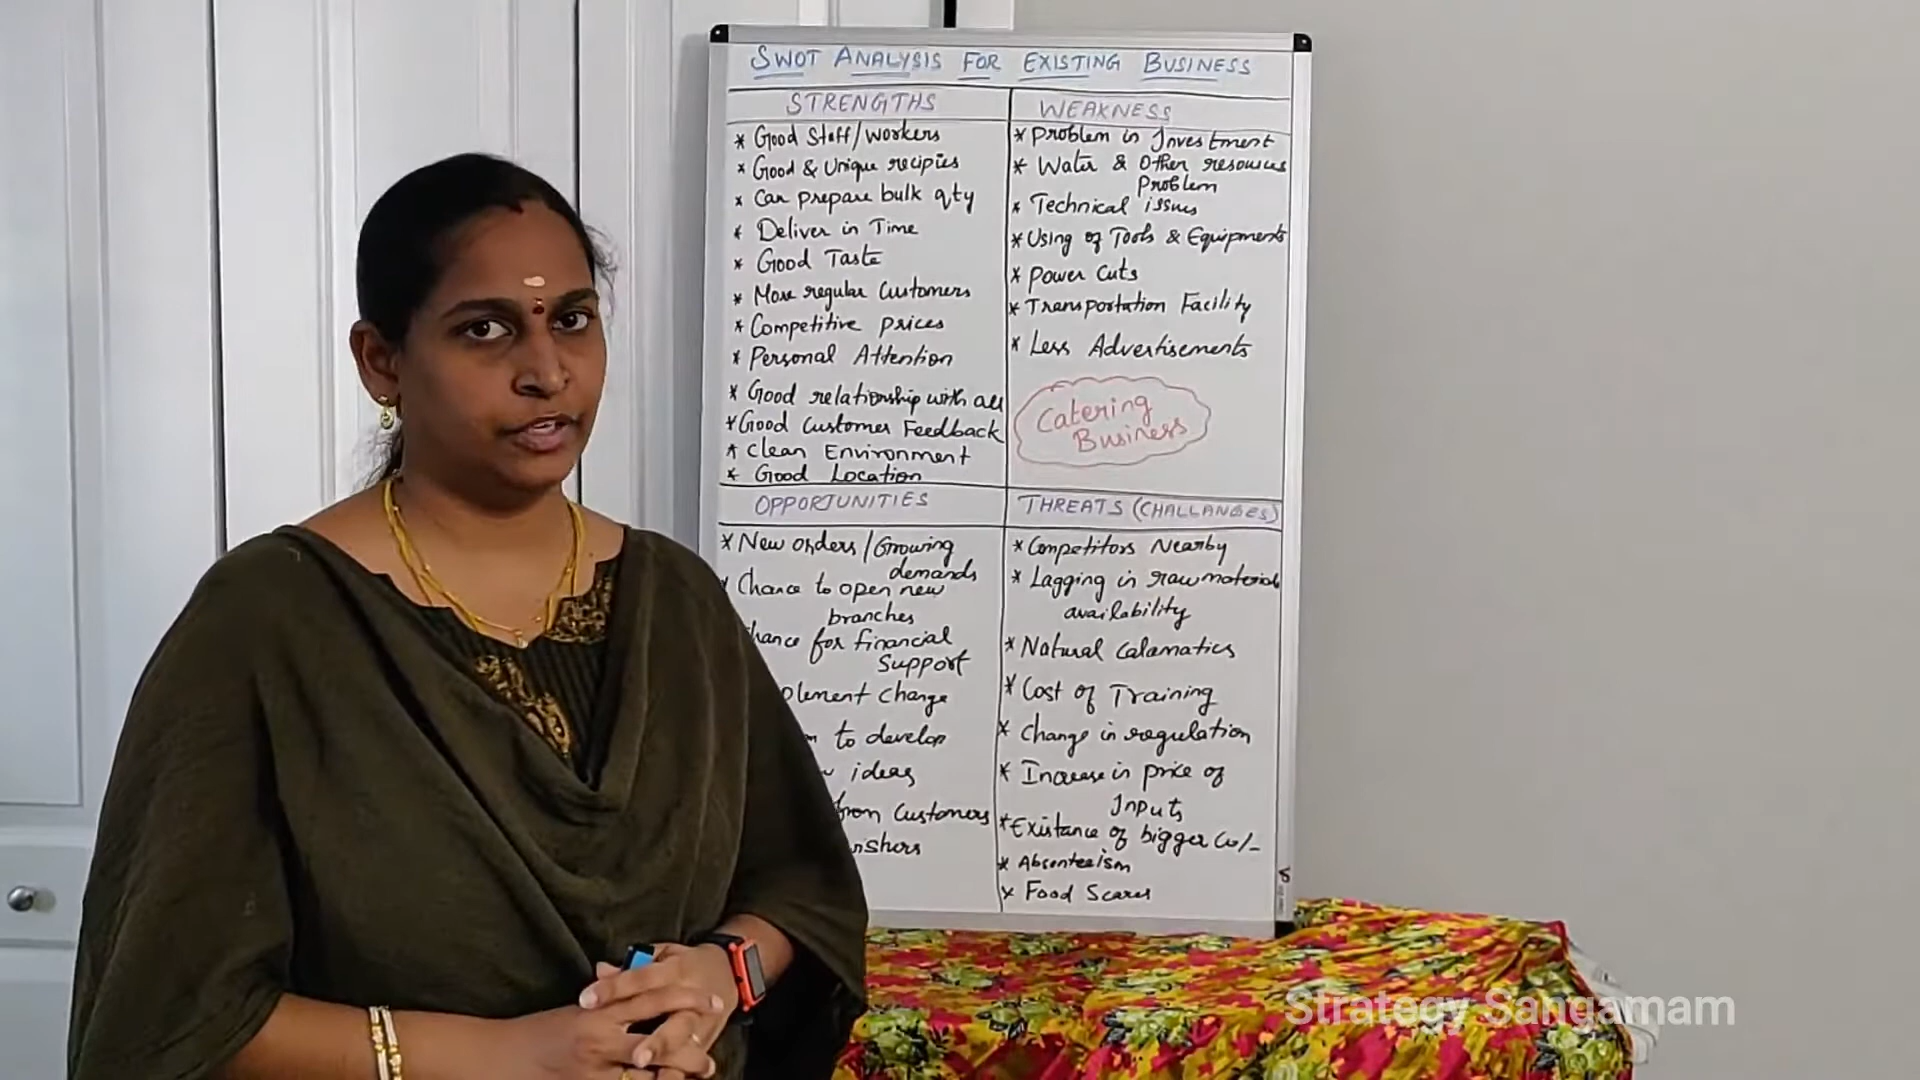 SWOT ANALYSIS FOR EXISTING BUSINESS
STRENGTHS
* Good Staff/Workers
* Good & Unique recipies
* Can prepare bulk qty
* Deliver in Time
* Good Taste
* More regular Customers
* Competitive prices
* Personal Attention
* Good relationship with all
* Good Customer Feedback
* Clean Environment
* Good Location
WEAKNESS
* Problem in Investment
* Water & Other resources
Problem
* Technical issues
* Using of Tools & Equipments
* Power Cuts
* Transportation Facility
* Less Advertisements
Catering
Business
OPPORTUNITIES
* New orders/Growing
demands
* Chance to open new
branches
for financial
Support
Change
to develop
ideas
from Customers
THREATS (CHALLANGES)
* Competitors Nearby
* Lagging in raw material
availability
* Natural Calamatics
* Cost of Training
* Change in regulation
* Increase in price of
Inputs
* Existance of bigger Co/-
* Absenteeism
* Food Scares
Strategy Sangamam